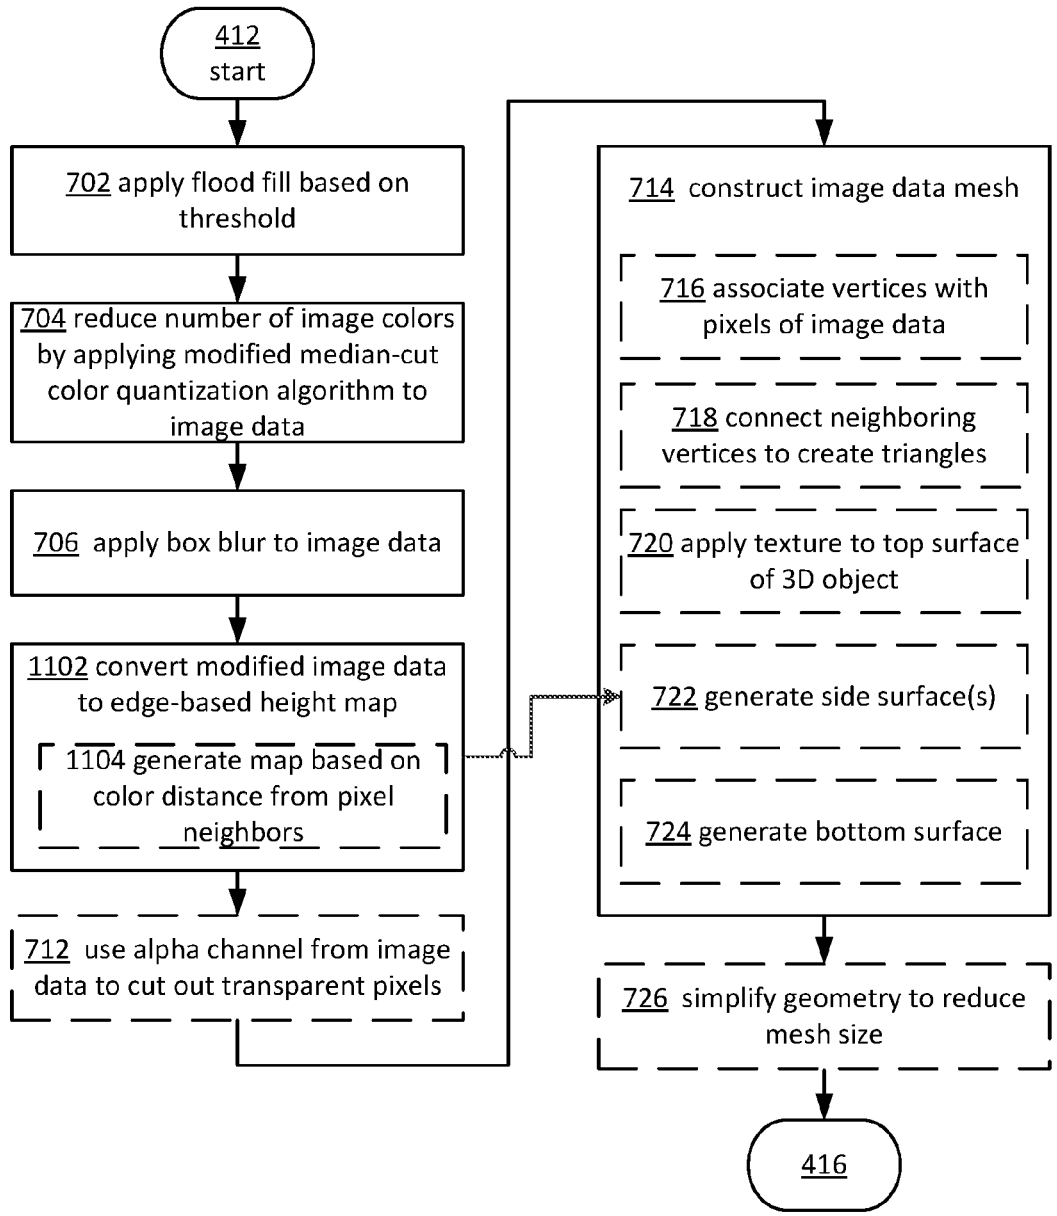 412
start
702 apply flood fill based on
threshold
704 reduce number of image colors
by applying modified median-cut
color quantization algorithm to
image data
706 apply box blur to image data
1102 convert modified image data
to edge-based height map
1104 generate map based on
color distance from pixel
neighbors
712 use alpha channel from image
data to cut out transparent pixels
714 construct image data mesh
716 associate vertices with
pixels of image data
718 connect neighboring
vertices to create triangles
720 apply texture to top surface
of 3D object
722 generate side surface(s)
724 generate bottom surface
726 simplify geometry to reduce
mesh size
416